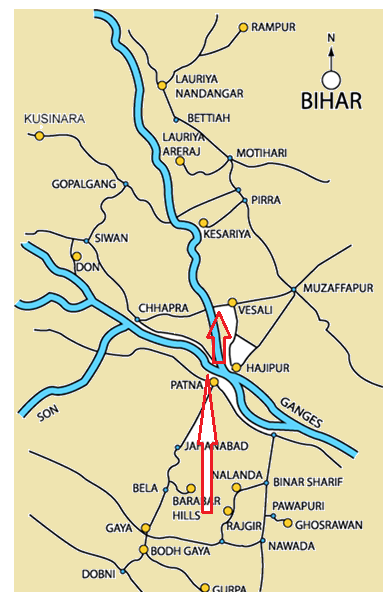 RAMPUR
N
LAURIYA
NANDANGAR
BIHAR
BETTIAH
KUSINARA
LAURIYA
ARERAJ
MOTIHARI
GOPALGANG
PIRRA
KESARIYA
SIWAN
DON
MUZAFFAPUR
VESALI
CHHAPRA
HAJIPUR
PATNA
SON
GANGES
JAHANABAD
NALANDA
BINAR SHARIF
BELA
BARABAR
HILLS
PAWAPURI
GHOSRAWAN
GAYA
RAJGIR
NAWADA
BODH GAYA
DOBNI
GURPA